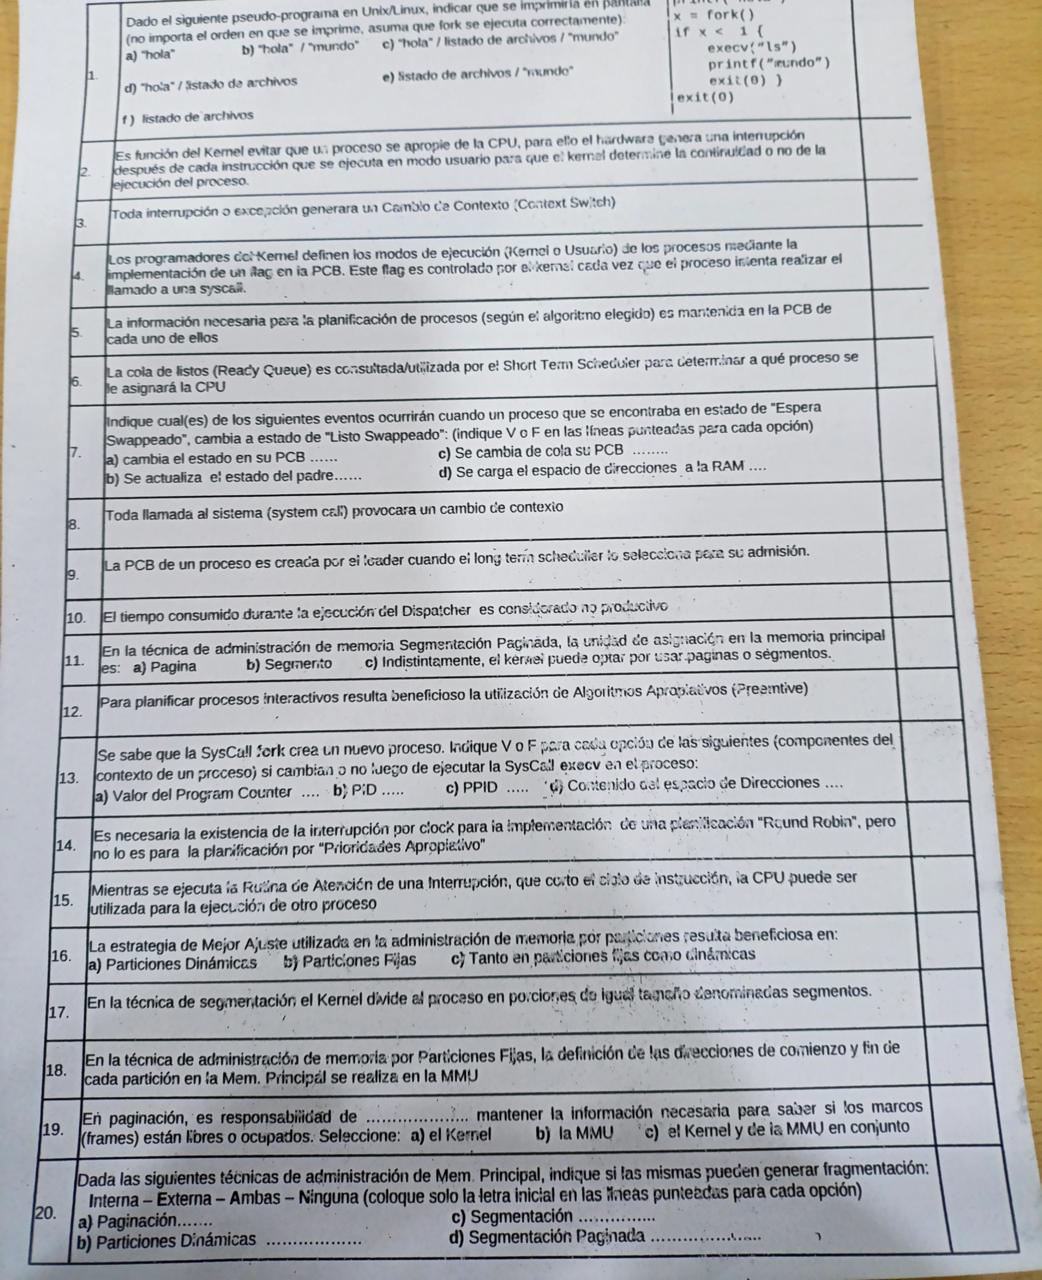 Dado el siguiente pseudo-programa en Unix/Linux, indicar que se imprimiría en pantalla
(no importa el orden en que se imprime, asuma que fork se ejecuta correctamente):
a) "hola" b) "hola" / "mundo" c) "hola" / listado de archivos / "mundo"
1. d) "hola" / listado de archivos e) listado de archivos / "mundo"
f) listado de archivos
x = fork()
if x < 1 {
execv("ls")
printf("mundo")
exit(0) }
exit(0)
2. Es función del Kernel evitar que un proceso se apropie de la CPU, para ello el hardware genera una interrupción
después de cada instrucción que se ejecuta en modo usuario para que el kernel determine la continuidad o no de la
ejecución del proceso.
3. Toda interrupción o excepción generara un Cambio de Contexto (Context Switch)
4. Los programadores del Kernel definen los modos de ejecución (Kernel o Usuario) de los procesos mediante la
implementación de un flag en la PCB. Este flag es controlado por el kernel cada vez que el proceso intenta realizar el
llamado a una syscall.
5. La información necesaria para la planificación de procesos (según el algoritmo elegido) es mantenida en la PCB de
cada uno de ellos
6. La cola de listos (Ready Queue) es consultada/utilizada por el Short Term Scheduler para determinar a qué proceso se
le asignará la CPU
7. Indique cual(es) de los siguientes eventos ocurrirán cuando un proceso que se encontraba en estado de "Espera
Swappeado", cambia a estado de "Listo Swappeado": (indique V o F en las líneas punteadas para cada opción)
a) cambia el estado en su PCB ...... c) Se cambia de cola su PCB ........
b) Se actualiza el estado del padre...... d) Se carga el espacio de direcciones a la RAM ....
8. Toda llamada al sistema (system call) provocara un cambio de contexto
9. La PCB de un proceso es creada por el loader cuando el long term scheduller lo selecciona para su admisión.
10. El tiempo consumido durante la ejecución del Dispatcher es considerado no productivo
11. En la técnica de administración de memoria Segmentación Paginada, la unidad de asignación en la memoria principal
es: a) Pagina b) Segmento c) Indistintamente, el kernel puede optar por usar paginas o segmentos.
12. Para planificar procesos interactivos resulta beneficioso la utilización de Algoritmos Apropiativos (Preemtive)
13. Se sabe que la SysCall fork crea un nuevo proceso. Indique V o F para cada opción de las siguientes (componentes del
contexto de un proceso) si cambian o no luego de ejecutar la SysCall execv en el proceso:
a) Valor del Program Counter .... b) PID ..... c) PPID ..... d) Contenido del espacio de Direcciones ....
14. Es necesaria la existencia de la interrupción por clock para la implementación de una planificación "Round Robin", pero
no lo es para la planificación por "Prioridades Apropiativo"
15. Mientras se ejecuta la Rutina de Atención de una Interrupción, que corto el ciclo de instrucción, la CPU puede ser
utilizada para la ejecución de otro proceso
16. La estrategia de Mejor Ajuste utilizada en la administración de memoria por particiones resulta beneficiosa en:
a) Particiones Dinámicas b) Particiones Fijas c) Tanto en particiones fijas como dinámicas
17. En la técnica de segmentación el Kernel divide al proceso en porciones de igual tamaño denominadas segmentos.
18. En la técnica de administración de memoria por Particiones Fijas, la definición de las direcciones de comienzo y fin de
cada partición en la Mem. Principal se realiza en la MMU
19. En paginación, es responsabilidad de .................... mantener la información necesaria para saber si los marcos
(frames) están libres o ocupados. Seleccione: a) el Kernel b) la MMU c) el Kernel y de la MMU en conjunto
20. Dada las siguientes técnicas de administración de Mem. Principal, indique si las mismas pueden generar fragmentación:
Interna – Externa – Ambas – Ninguna (coloque solo la letra inicial en las líneas punteadas para cada opción)
a) Paginación....... c) Segmentación ...............
b) Particiones Dinámicas .................. d) Segmentación Paginada .....................